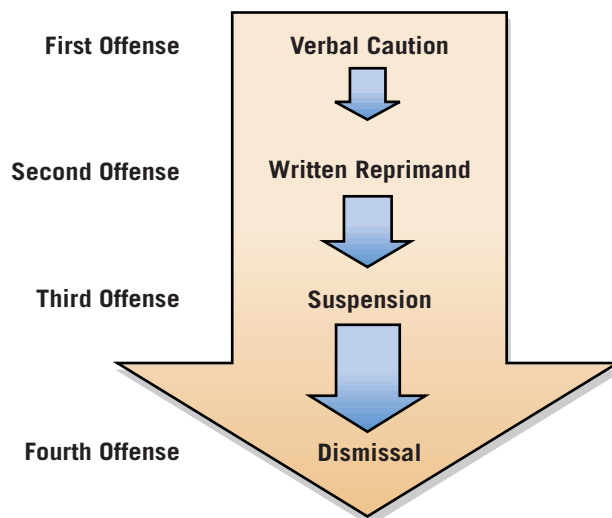 First Offense Verbal Caution
Second Offense Written Reprimand
Third Offense Suspension
Fourth Offense Dismissal